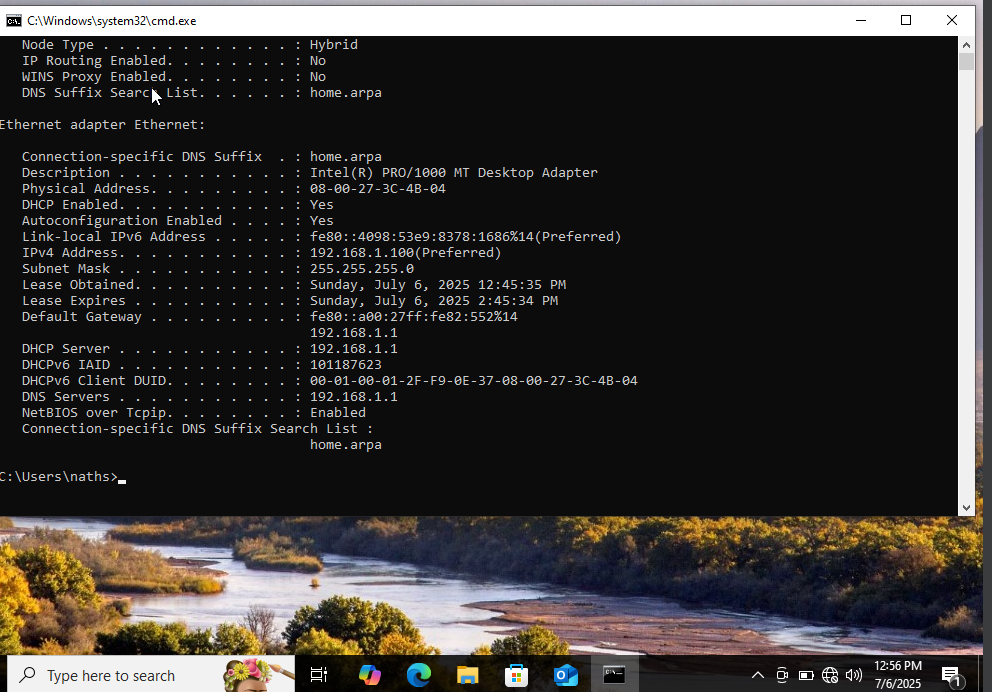 C:\Windows\system32\cmd.exe
Node Type . . . . . . . . . . . . : Hybrid
IP Routing Enabled. . . . . . . . : No
WINS Proxy Enabled. . . . . . . . : No
DNS Suffix Search List. . . . . . : home.arpa
Ethernet adapter Ethernet:
Connection-specific DNS Suffix  . : home.arpa
Description . . . . . . . . . . . : Intel(R) PRO/1000 MT Desktop Adapter
Physical Address. . . . . . . . . : 08-00-27-3C-4B-04
DHCP Enabled. . . . . . . . . . . : Yes
Autoconfiguration Enabled . . . . : Yes
Link-local IPv6 Address . . . . . : fe80::4098:53e9:8378:1686%14(Preferred)
IPv4 Address. . . . . . . . . . . : 192.168.1.100(Preferred)
Subnet Mask . . . . . . . . . . . : 255.255.255.0
Lease Obtained. . . . . . . . . . : Sunday, July 6, 2025 12:45:35 PM
Lease Expires . . . . . . . . . . : Sunday, July 6, 2025 2:45:34 PM
Default Gateway . . . . . . . . . : fe80::a00:27ff:fe82:552%14
192.168.1.1
DHCP Server . . . . . . . . . . . : 192.168.1.1
DHCPv6 IAID . . . . . . . . . . . : 101187623
DHCPv6 Client DUID. . . . . . . . : 00-01-00-01-2F-F9-0E-37-08-00-27-3C-4B-04
DNS Servers . . . . . . . . . . . : 192.168.1.1
NetBIOS over Tcpip. . . . . . . . : Enabled
Connection-specific DNS Suffix Search List :
home.arpa
C:\Users\naths>
Type here to search
12:56 PM
7/6/2025
1